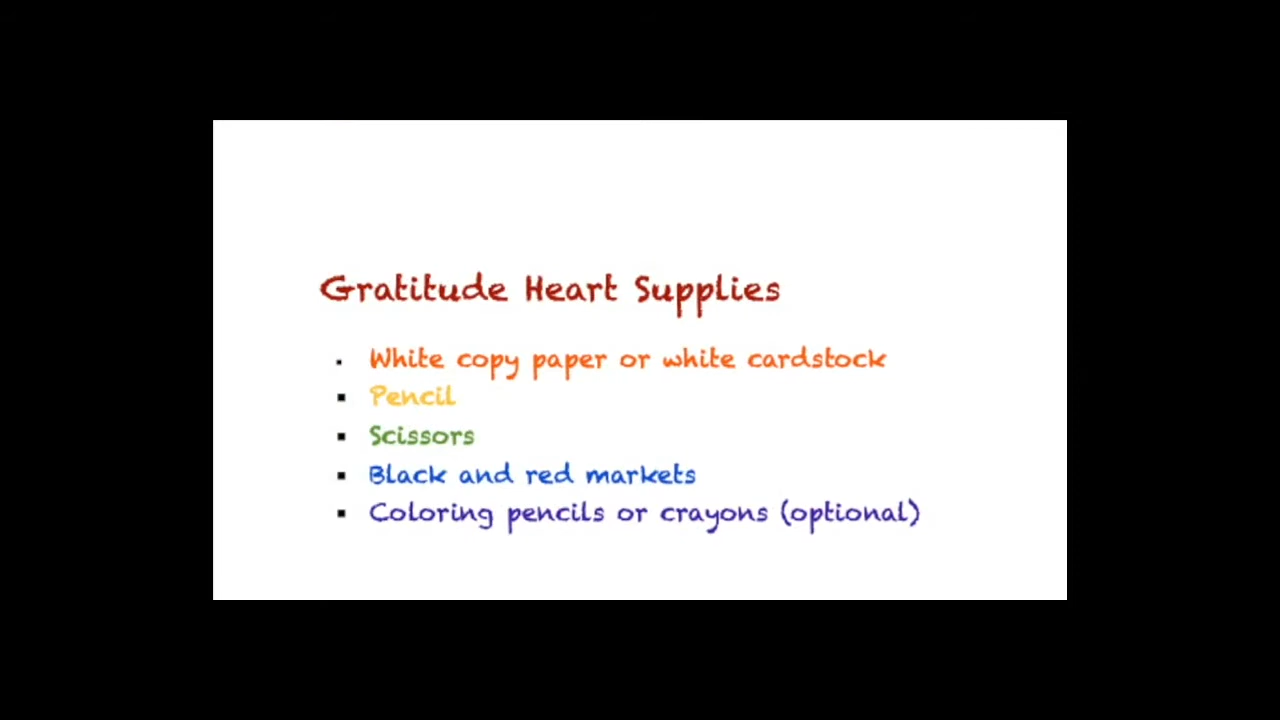 Gratitude Heart Supplies
▪ White copy paper or white cardstock
▪ Pencil
▪ Scissors
▪ Black and red markets
▪ Coloring pencils or crayons (optional)